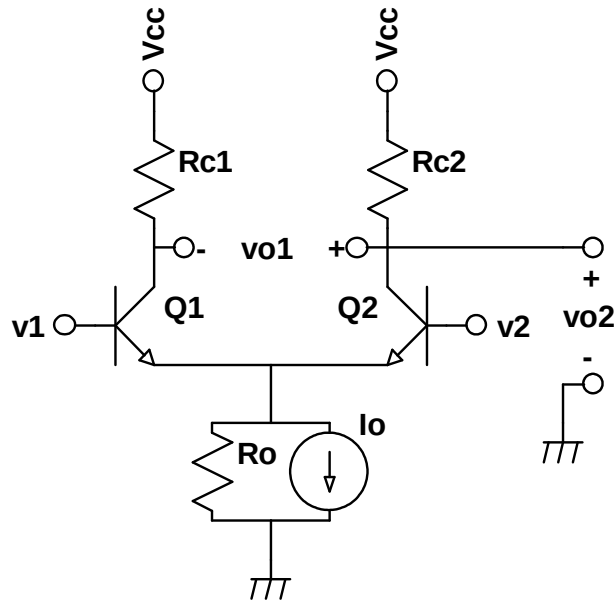 Vcc
Vcc
Rc1
Rc2
- vo1 +
+
Q1
Q2
v1
v2
vo2
-
Io
Ro